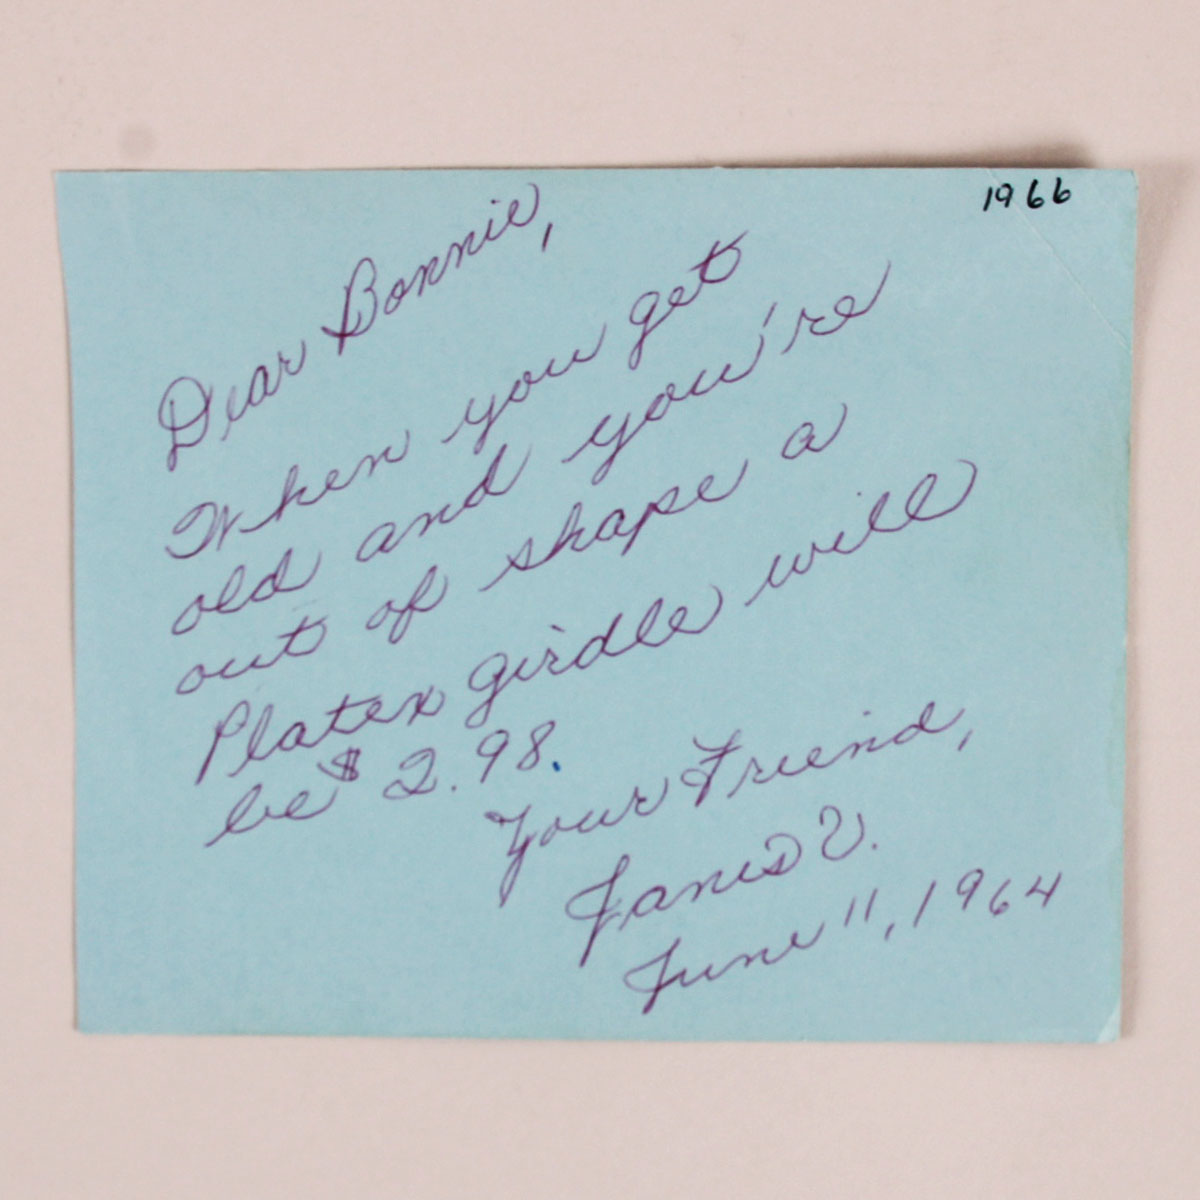 1966
Dear Bonnie,
When you get
old and you're
out of shape a
Platex girdle will
be $2.98.
Your Friend,
Janis V.
June 11, 1964